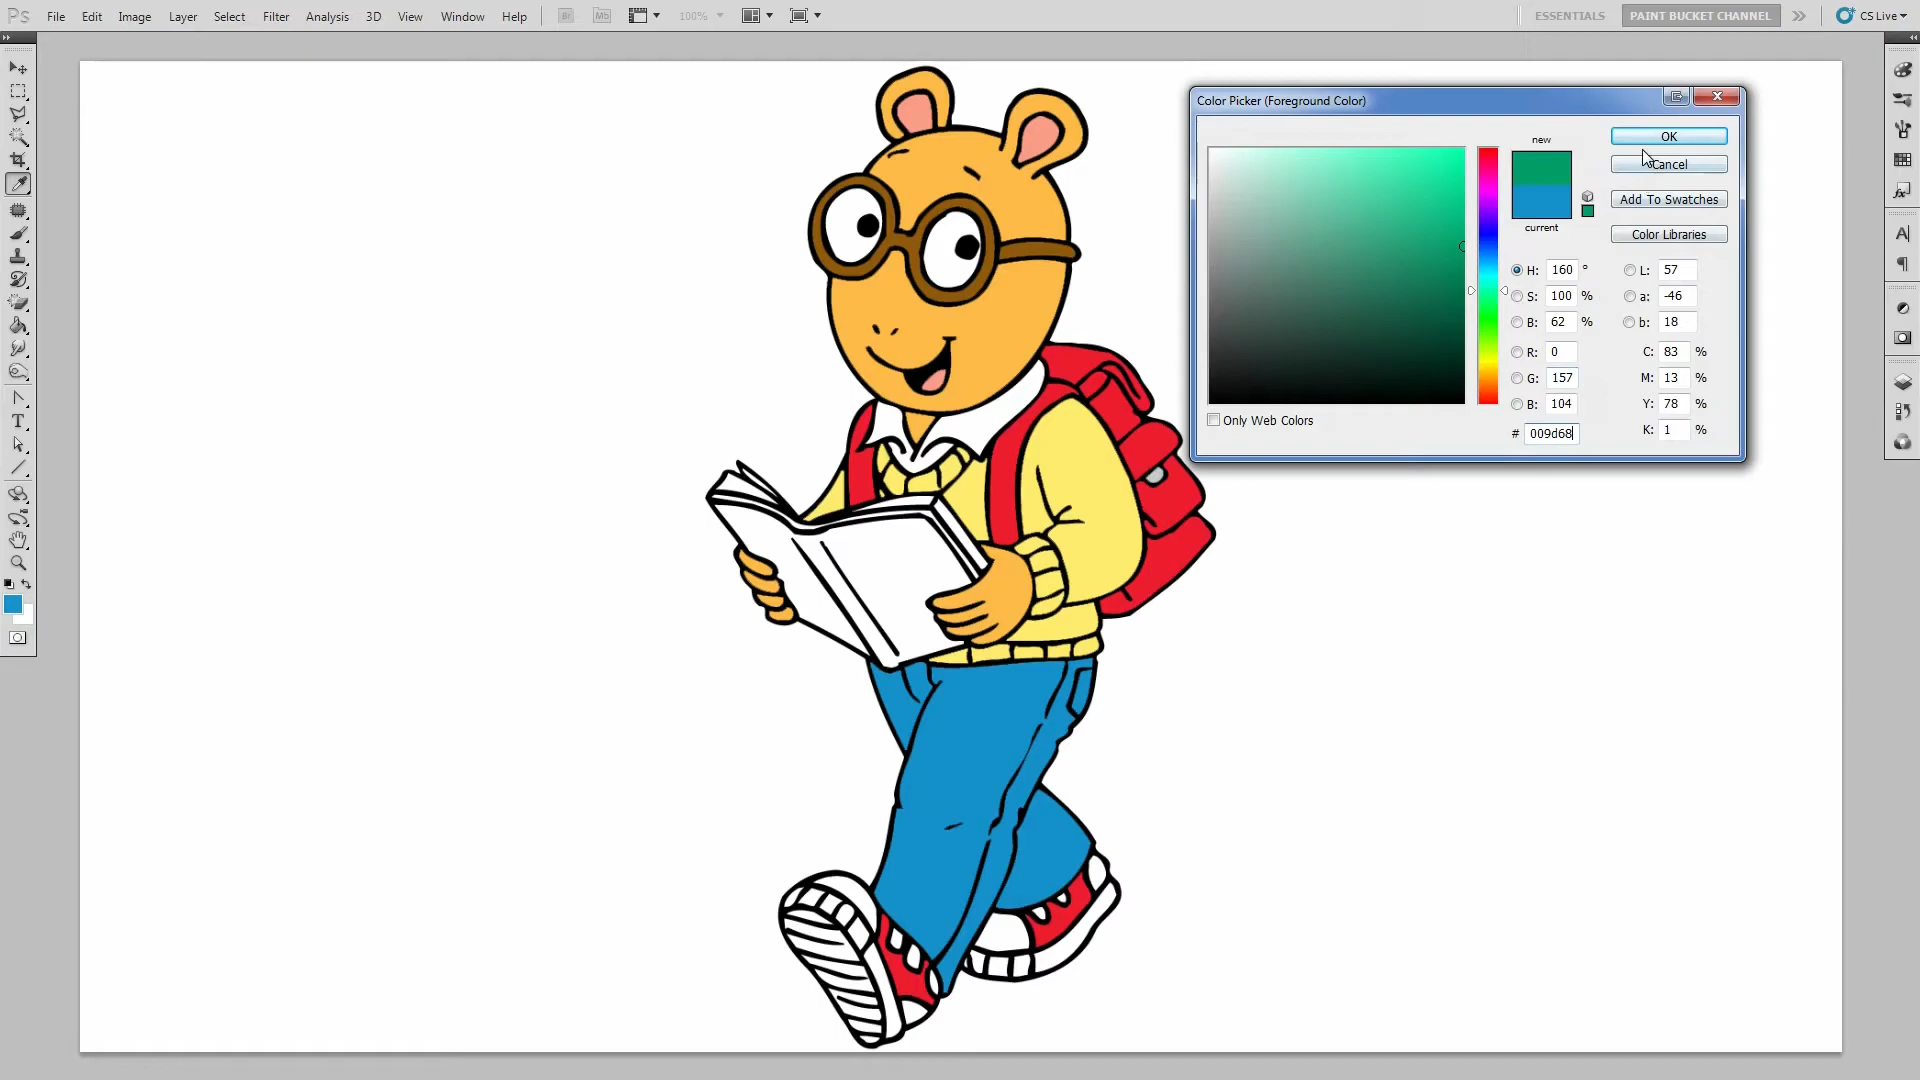 Ps File Edit Image Layer Select Filter Analysis 3D View Window Help Br Mb 100% ESSENTIALS PAINT BUCKET CHANNEL CS Live
Color Picker (Foreground Color)
new
current
OK
Cancel
Add To Swatches
Color Libraries
H: 160 ° L: 57
S: 100 % a: -46
B: 62 % b: 18
R: 0 C: 83 %
G: 157 M: 13 %
B: 104 Y: 78 %
# 009d68 K: 1 %
Only Web Colors